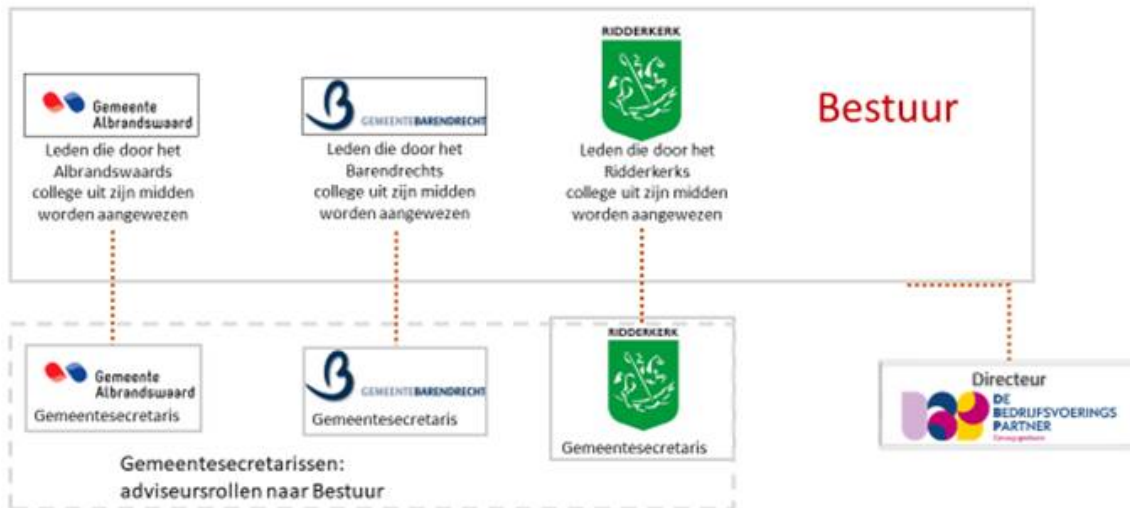 RIDDERKERK
Bestuur
Gemeente
Albrandswaard
GEMEENTEBARENDRECHT
Leden die door het
Albrandswaards
college uit zijn midden
worden aangewezen
Leden die door het
Barendrechts
college uit zijn midden
worden aangewezen
Leden die door het
Ridderkerks
college uit zijn midden
worden aangewezen
Gemeente
Albrandswaard
Gemeentesecretaris
GEMEENTEBARENDRECHT
Gemeentesecretaris
RIDDERKERK
Gemeentesecretaris
Directeur
DE
BEDRIJFSVOERINGS
PARTNER
Gemeentesecretarissen:
adviseursrollen naar Bestuur